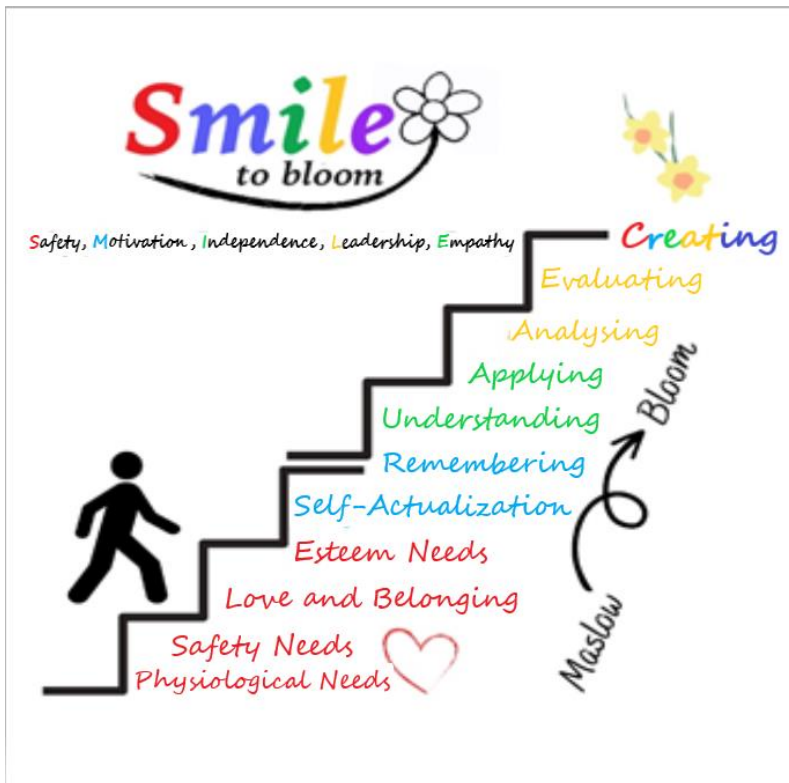 Smile
to bloom
Safety, Motivation, Independence, Leadership, Empathy
Creating
Evaluating
Analysing
Applying
Understanding
Remembering
Self-Actualization
Esteem Needs
Love and Belonging
Safety Needs
Physiological Needs
Bloom
Maslow